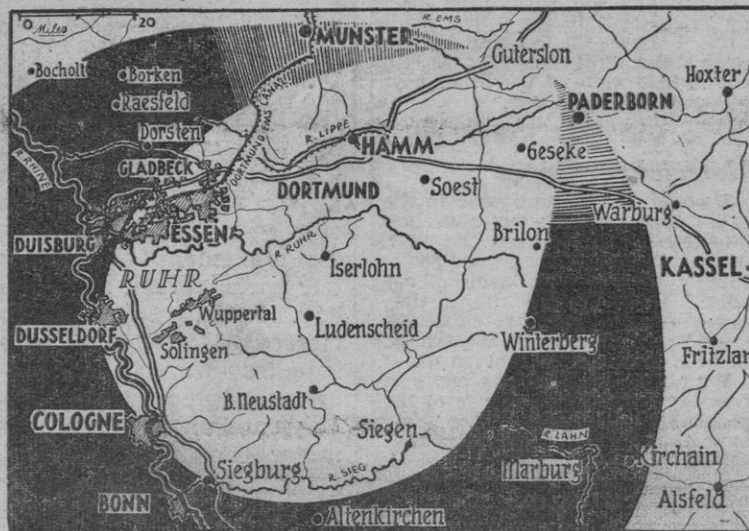 0 Miles 20
R. EMS
MUNSTER
Guterslon
Bocholt
Borken
Hoxter
Raesfeld
DORTMUND EMS CANAL
PADERBORN
Dorsten
R. LIPPE
HAMM
Geseke
R. RHINE
GLADBECK
Soest
DORTMUND
Warburg
ESSEN
DUISBURG
Brilon
R. RUHR
Iserlohn
KASSEL
RUHR
Wuppertal
DUSSELDORF
Ludenscheid
Winterberg
Solingen
Fritzlar
B. Neustadt
COLOGNE
Siegen
R. LAHN
Kirchain
Siegburg
R. SIEG
Marburg
BONN
Alsfeld
Altenkirchen